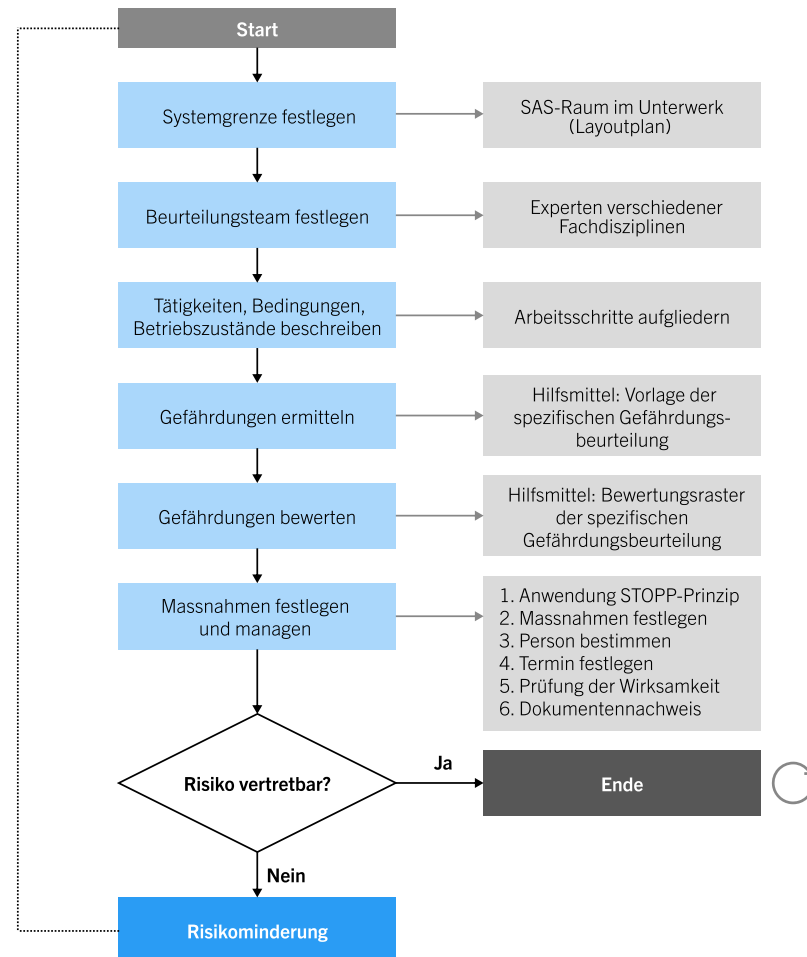 Start
Systemgrenze festlegen
SAS-Raum im Unterwerk
(Layoutplan)
Beurteilungsteam festlegen
Experten verschiedener
Fachdisziplinen
Tätigkeiten, Bedingungen,
Betriebszustände beschreiben
Arbeitsschritte aufgliedern
Gefährdungen ermitteln
Hilfsmittel: Vorlage der
spezifischen Gefährdungs-
beurteilung
Gefährdungen bewerten
Hilfsmittel: Bewertungsraster
der spezifischen
Gefährdungsbeurteilung
Massnahmen festlegen
und managen
1. Anwendung STOPP-Prinzip
2. Massnahmen festlegen
3. Person bestimmen
4. Termin festlegen
5. Prüfung der Wirksamkeit
6. Dokumentennachweis
Risiko vertretbar?
Ja
Ende
Nein
Risikominderung